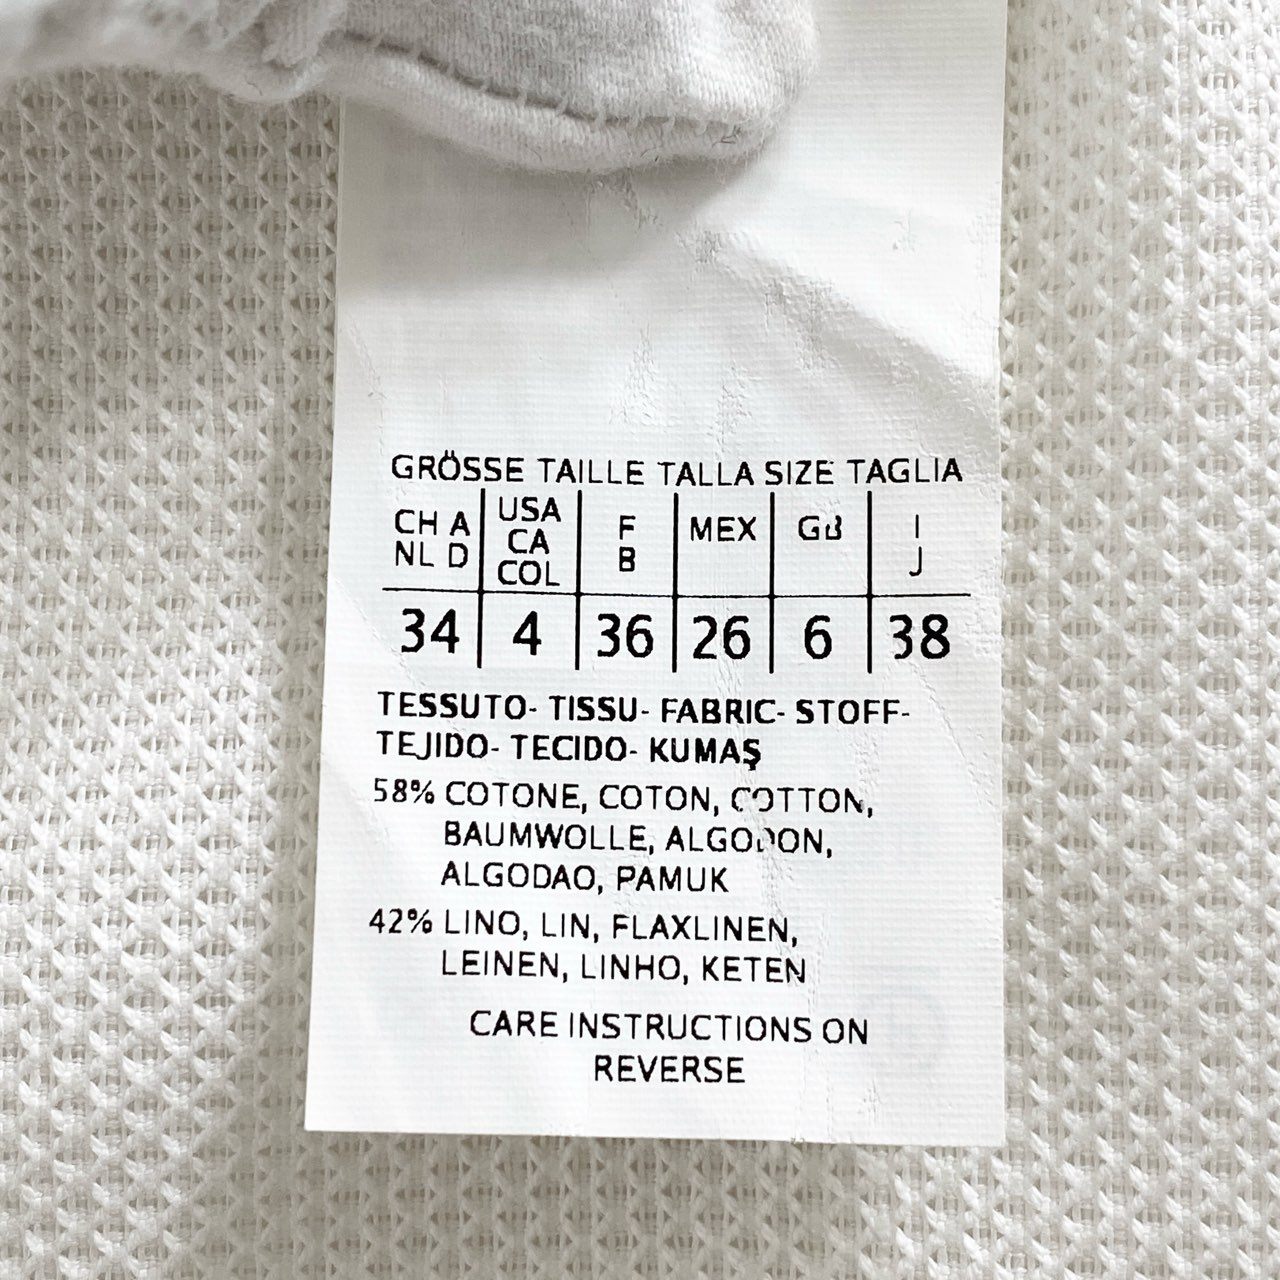 GRÖSSE TAILLE TALLA SIZE TAGLIA
CH A NL D | USA CA COL | F B | MEX | GB | I J
34 | 4 | 36 | 26 | 6 | 38
TESSUTO- TISSU- FABRIC- STOFF-
TEJIDO- TECIDO- KUMAŞ
58% COTONE, COTON, COTTON,
BAUMWOLLE, ALGODON,
ALGODAO, PAMUK
42% LINO, LIN, FLAXLINEN,
LEINEN, LINHO, KETEN
CARE INSTRUCTIONS ON
REVERSE